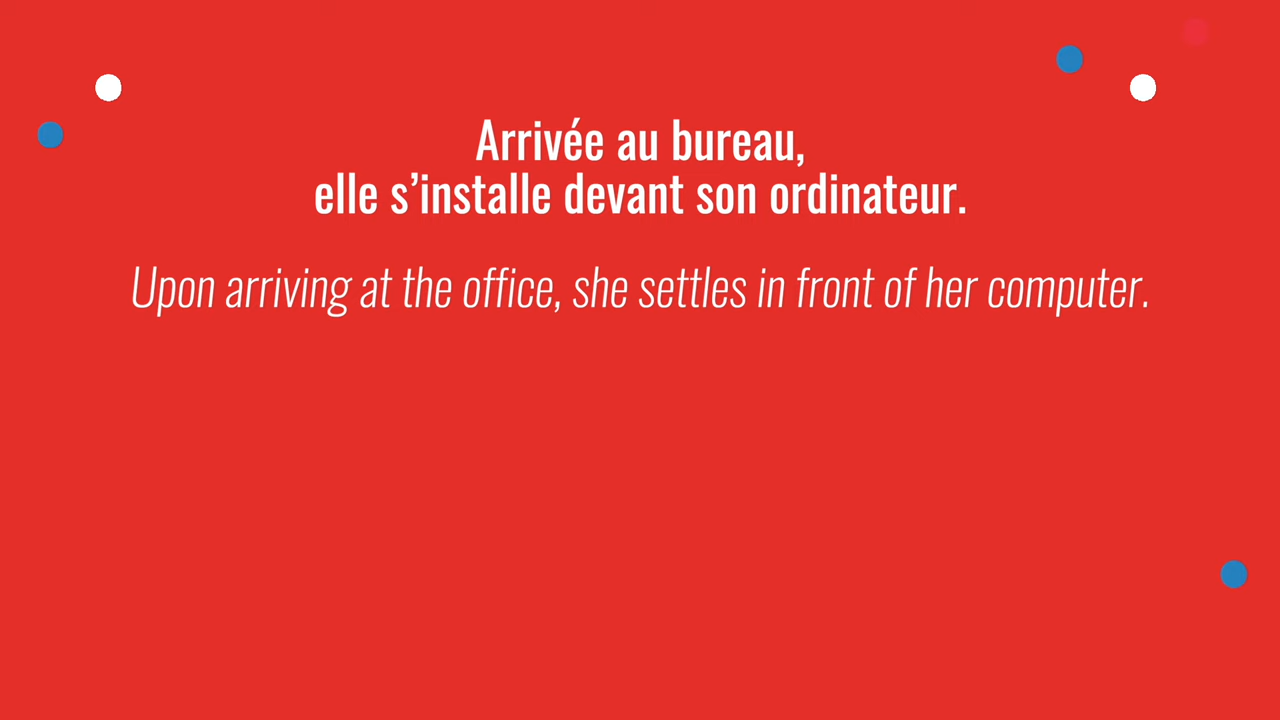 Arrivée au bureau,
elle s’installe devant son ordinateur.
Upon arriving at the office, she settles in front of her computer.